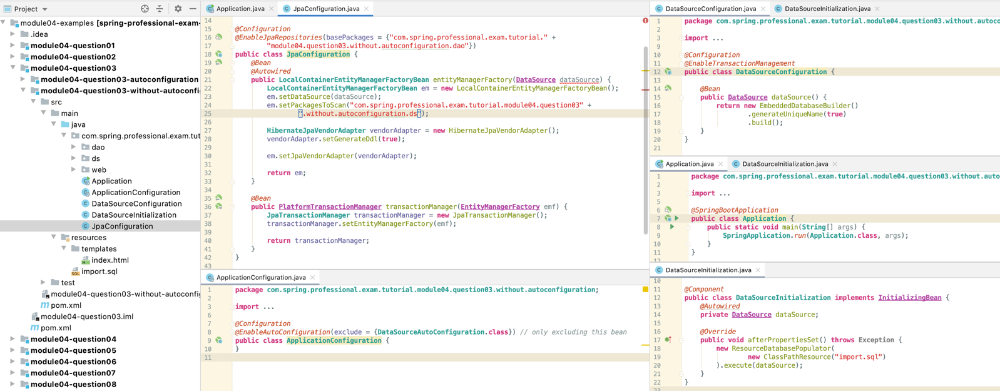 Project
module04-examples [spring-professional-exam-
.idea
module04-question01
module04-question02
module04-question03
module04-question03-autoconfiguration
module04-question03-without-autoconfi
src
main
java
com.spring.professional.exam.tut
dao
ds
web
Application
ApplicationConfiguration
DataSourceConfiguration
DataSourceInitialization
JpaConfiguration
resources
templates
index.html
import.sql
test
module04-question03-without-autoconfig
pom.xml
module04-question03.iml
pom.xml
module04-question04
module04-question05
module04-question06
module04-question07
module04-question08
Application.java
JpaConfiguration.java
14
15 @Configuration
16 @EnableJpaRepositories(basePackages = {"com.spring.professional.exam.tutorial." +
17 "module04.question03.without.autoconfiguration.dao"})
18 public class JpaConfiguration {
19 @Bean
20 @Autowired
21 public LocalContainerEntityManagerFactoryBean entityManagerFactory(DataSource dataSource) {
22 LocalContainerEntityManagerFactoryBean em = new LocalContainerEntityManagerFactoryBean();
23 em.setDataSource(dataSource);
24 em.setPackagesToScan("com.spring.professional.exam.tutorial.module04.question03" +
25 ".without.autoconfiguration.ds");
26
27 HibernateJpaVendorAdapter vendorAdapter = new HibernateJpaVendorAdapter();
28 vendorAdapter.setGenerateDdl(true);
29
30 em.setJpaVendorAdapter(vendorAdapter);
31
32 return em;
33 }
34
35 @Bean
36 public PlatformTransactionManager transactionManager(EntityManagerFactory emf) {
37 JpaTransactionManager transactionManager = new JpaTransactionManager();
38 transactionManager.setEntityManagerFactory(emf);
39
40 return transactionManager;
41 }
42 }
43
ApplicationConfiguration.java
1 package com.spring.professional.exam.tutorial.module04.question03.without.autoconfiguration;
2
3 import ...
6
7 @Configuration
8 @EnableAutoConfiguration(exclude = {DataSourceAutoConfiguration.class}) // only excluding this bean
9 public class ApplicationConfiguration {
10 }
11
DataSourceConfiguration.java
DataSourceInitialization.java
1 package com.spring.professional.exam.tutorial.module04.question03.without.autoco
2
3 import ...
9
10 @Configuration
11 @EnableTransactionManagement
12 public class DataSourceConfiguration {
13
14 @Bean
15 public DataSource dataSource() {
16 return new EmbeddedDatabaseBuilder()
17 .generateUniqueName(true)
18 .build();
19 }
20 }
21
Application.java
DataSourceInitialization.java
1 package com.spring.professional.exam.tutorial.module04.question03.without.auto
2
3 import ...
5
6 @SpringBootApplication
7 public class Application {
8 public static void main(String[] args) {
9 SpringApplication.run(Application.class, args);
10 }
11 }
12
DataSourceInitialization.java
10
11 @Component
12 public class DataSourceInitialization implements InitializingBean {
13 @Autowired
14 private DataSource dataSource;
15
16 @Override
17 public void afterPropertiesSet() throws Exception {
18 new ResourceDatabasePopulator(
19 new ClassPathResource("import.sql")
20 ).execute(dataSource);
21 }
22 }
23